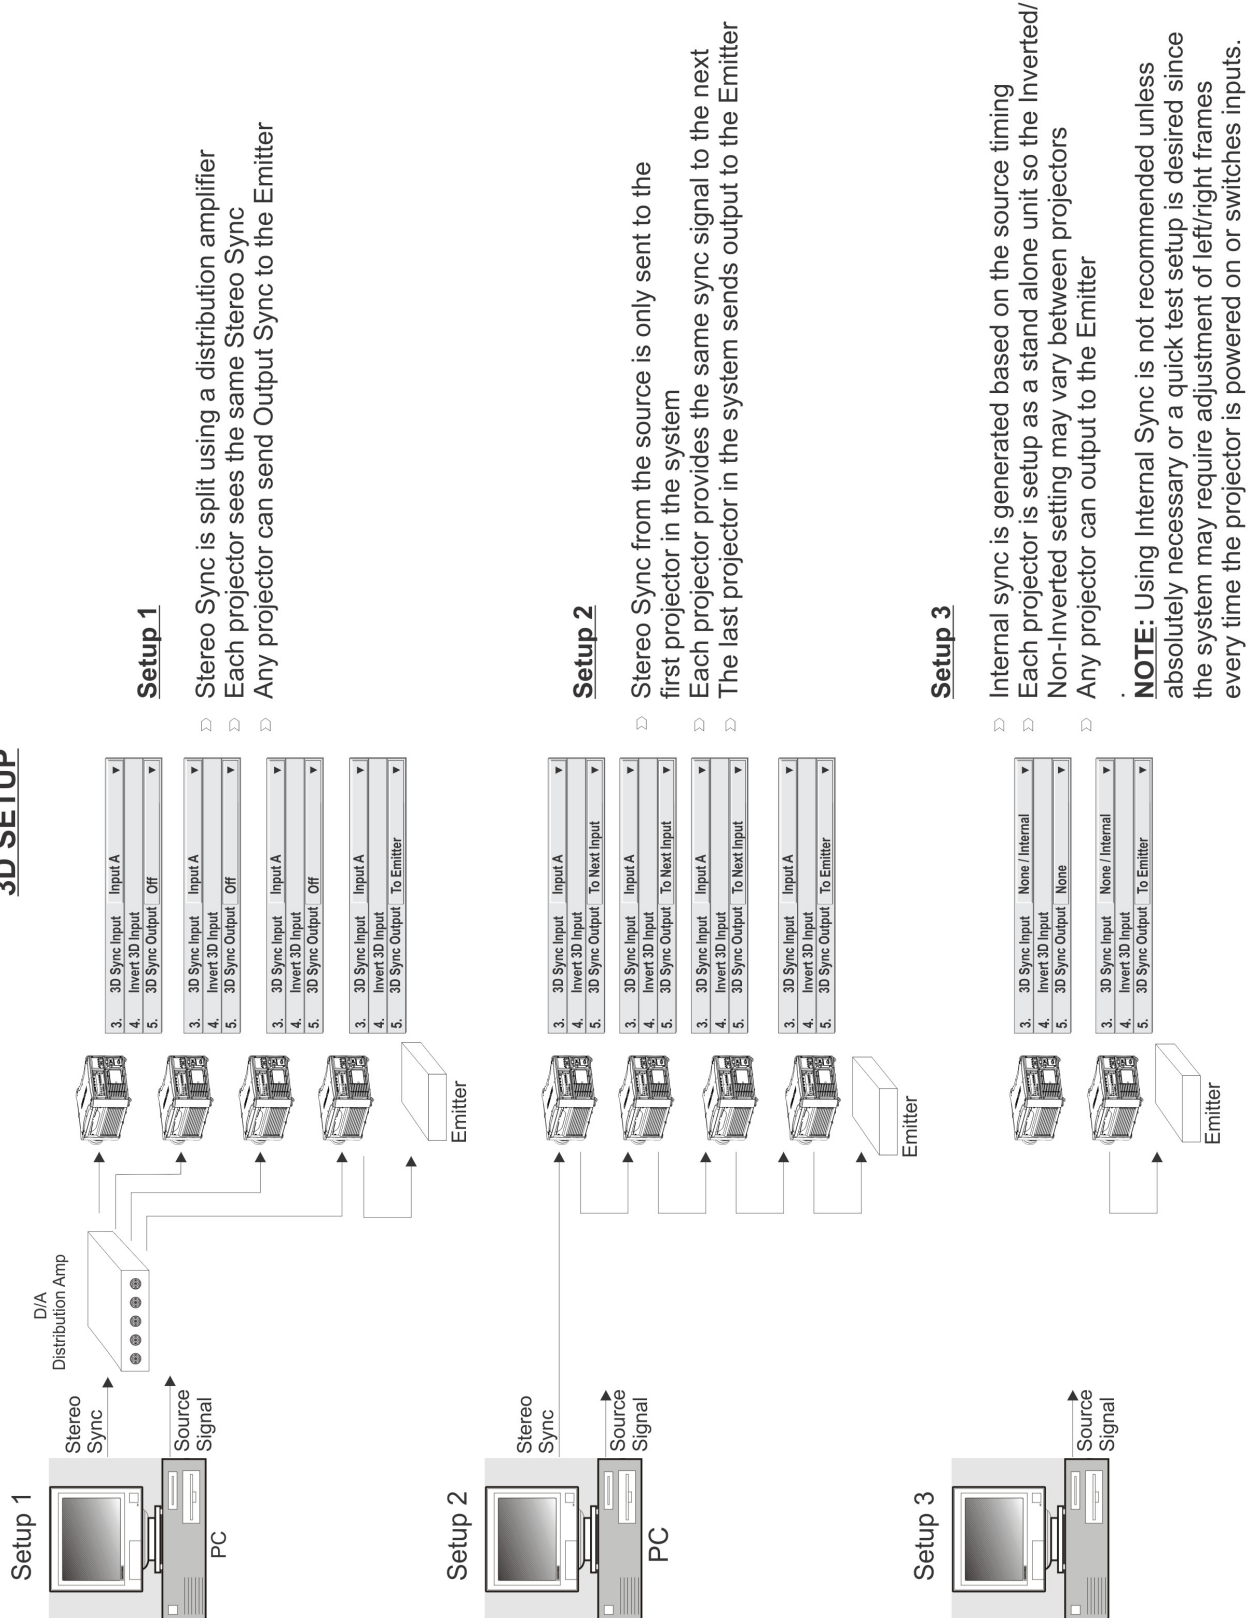 3D SETUP
Setup 1
Stereo
Sync
Source
Signal
PC
D/A
Distribution Amp
Emitter
3. 3D Sync Input Input A
4. Invert 3D Input
5. 3D Sync Output Off
3. 3D Sync Input Input A
4. Invert 3D Input
5. 3D Sync Output Off
3. 3D Sync Input Input A
4. Invert 3D Input
5. 3D Sync Output Off
3. 3D Sync Input Input A
4. Invert 3D Input
5. 3D Sync Output To Emitter
Setup 1
Stereo Sync is split using a distribution amplifier
Each projector sees the same Stereo Sync
Any projector can send Output Sync to the Emitter
Setup 2
Stereo
Sync
Source
Signal
PC
Emitter
3. 3D Sync Input Input A
4. Invert 3D Input
5. 3D Sync Output To Next Input
3. 3D Sync Input Input A
4. Invert 3D Input
5. 3D Sync Output To Next Input
3. 3D Sync Input Input A
4. Invert 3D Input
5. 3D Sync Output To Next Input
3. 3D Sync Input Input A
4. Invert 3D Input
5. 3D Sync Output To Emitter
Setup 2
Stereo Sync from the source is only sent to the
first projector in the system
Each projector provides the same sync signal to the next
The last projector in the system sends output to the Emitter
Setup 3
Source
Signal
Emitter
3. 3D Sync Input None / Internal
4. Invert 3D Input
5. 3D Sync Output None
3. 3D Sync Input None / Internal
4. Invert 3D Input
5. 3D Sync Output To Emitter
Setup 3
Internal sync is generated based on the source timing
Each projector is setup as a stand alone unit so the Inverted/
Non-Inverted setting may vary between projectors
Any projector can output to the Emitter
.
NOTE: Using Internal Sync is not recommended unless
absolutely necessary or a quick test setup is desired since
the system may require adjustment of left/right frames
every time the projector is powered on or switches inputs.